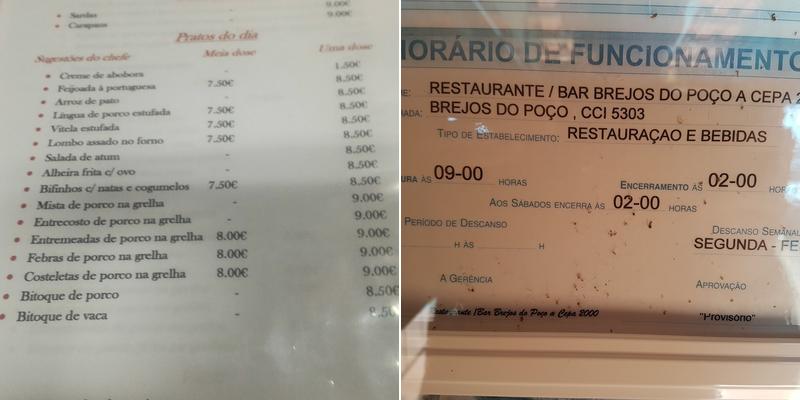 9.00€
Sardas - 9.00€
Carapaus
Pratos do dia
Sugestões do chefe Meia dose Uma dose
Creme de abobora - 1.50€
Feijoada à portuguesa 7.50€ 8.50€
Arroz de pato - 8.50€
Lingua de porco estufada 7.50€ 8.50€
Vitela estufada 7.50€ 8.50€
Lombo assado no forno 7.50€ 8.50€
Salada de atum - 8.50€
Alheira frita c/ ovo - 8.50€
Bifinhos c/ natas e cogumelos 7.50€ 8.50€
Mista de porco na grelha - 9.00€
Entrecosto de porco na grelha - 9.00€
Entremeadas de porco na grelha 8.00€ 9.00€
Febras de porco na grelha 8.00€ 9.00€
Costeletas de porco na grelha 8.00€ 9.00€
Bitoque de porco - 8.50€
Bitoque de vaca - 8.50
HORÁRIO DE FUNCIONAMENTO
RESTAURANTE / BAR BREJOS DO POÇO A CEPA 2
BREJOS DO POÇO , CCI 5303
TIPO DE ESTABELECIMENTO: RESTAURAÇAO E BEBIDAS
URA ÀS 09-00 HORAS ENCERRAMENTO ÀS 02-00 HOR
AOS SÁBADOS ENCERRA ÀS 02-00 HORAS
PERÍODO DE DESCANSO DESCANSO SEMANAL
H ÀS H SEGUNDA - FE
A GERÊNCIA APROVAÇÃO
Restaurante /Bar Brejos do Poço a Cepa 2000 "Provisório"